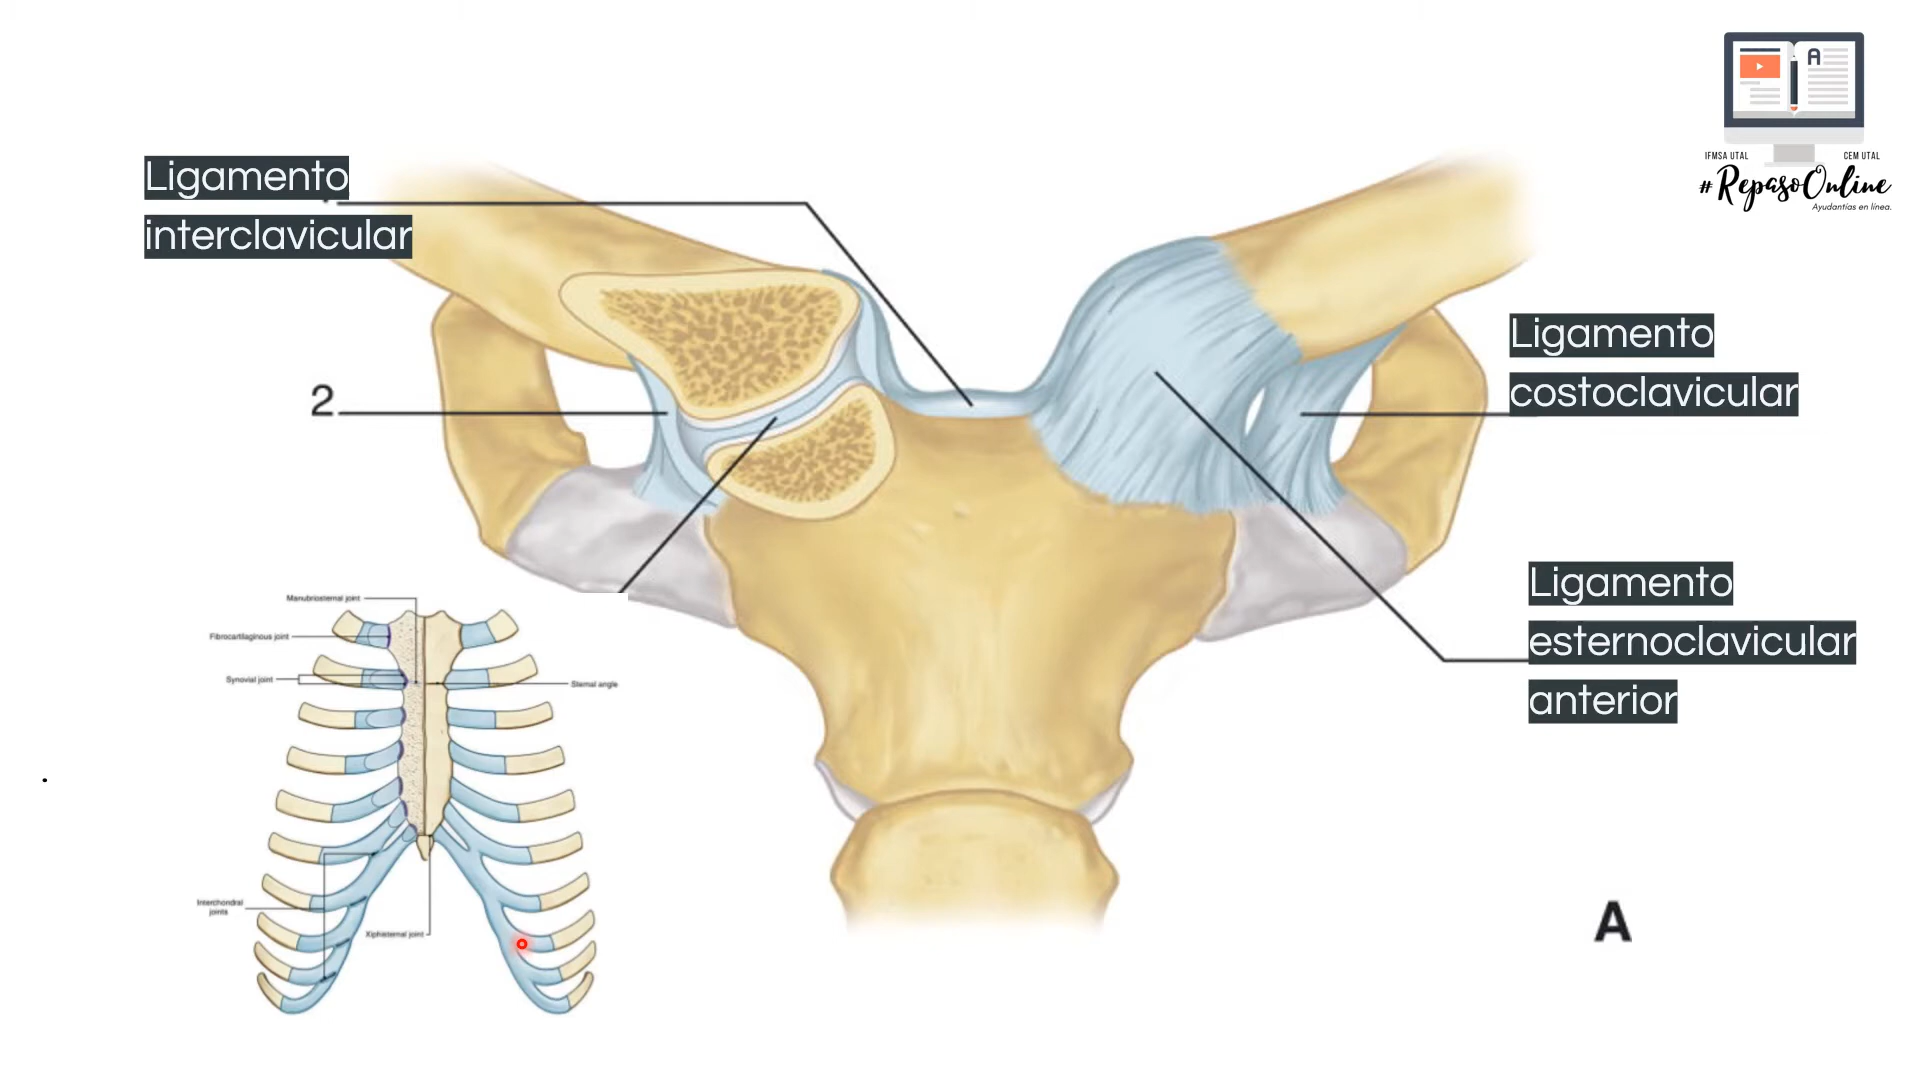 A
IFMSA UTAL
CEM UTAL
#RepasoOnline
Ayudantías en línea.
Ligamento
interclavicular
Ligamento
costoclavicular
2
Ligamento
esternoclavicular
anterior
Manubriosternal joint
Fibrocartilaginous joint
Synovial joint
Sternal angle
Interchondral
joints
Xiphisternal joint
A